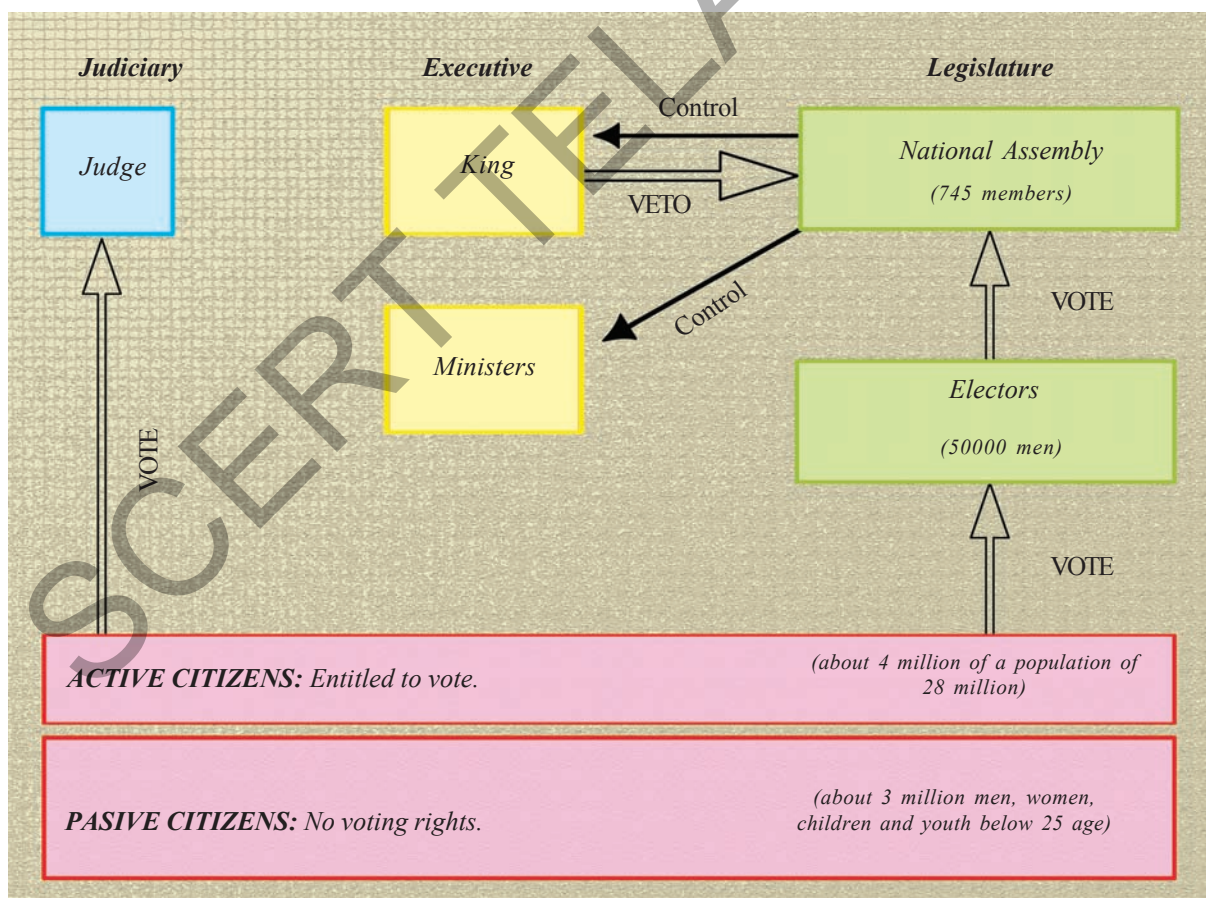 Judiciary
Executive
Legislature
Judge
King
Control
VETO
National Assembly
(745 members)
Control
Ministers
VOTE
Electors
(50000 men)
VOTE
VOTE
ACTIVE CITIZENS: Entitled to vote.
(about 4 million of a population of
28 million)
PASIVE CITIZENS: No voting rights.
(about 3 million men, women,
children and youth below 25 age)
SCERT TELA